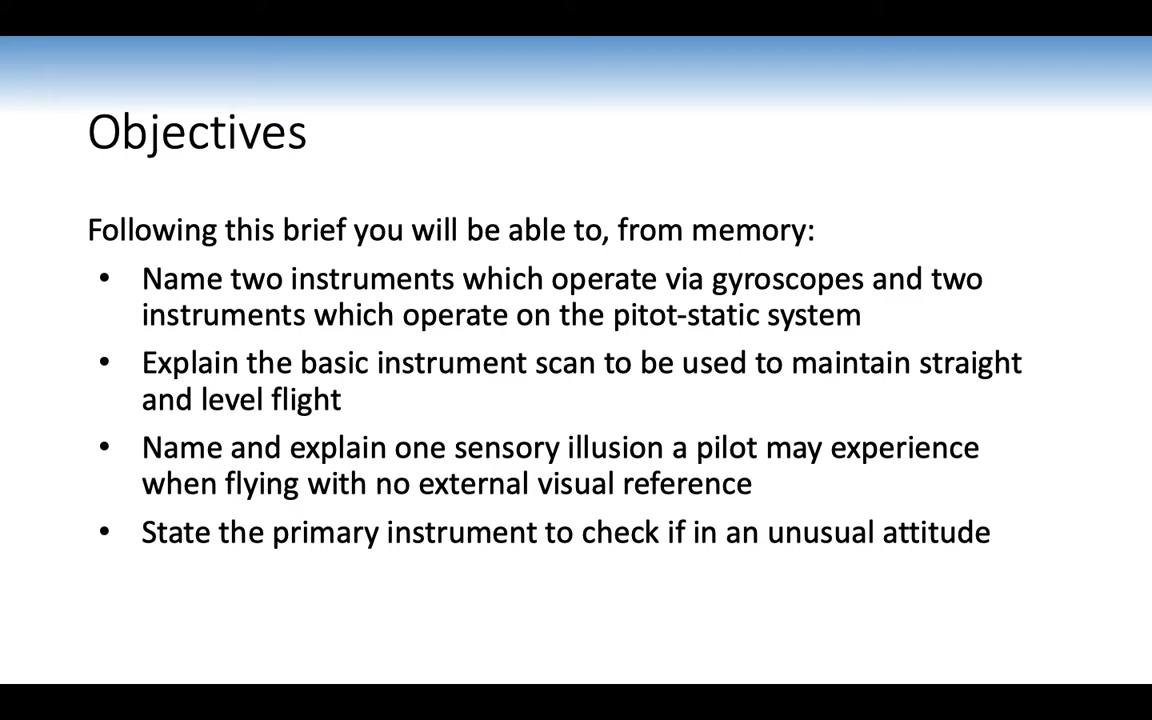 Objectives
Following this brief you will be able to, from memory:
• Name two instruments which operate via gyroscopes and two
instruments which operate on the pitot-static system
• Explain the basic instrument scan to be used to maintain straight
and level flight
• Name and explain one sensory illusion a pilot may experience
when flying with no external visual reference
• State the primary instrument to check if in an unusual attitude